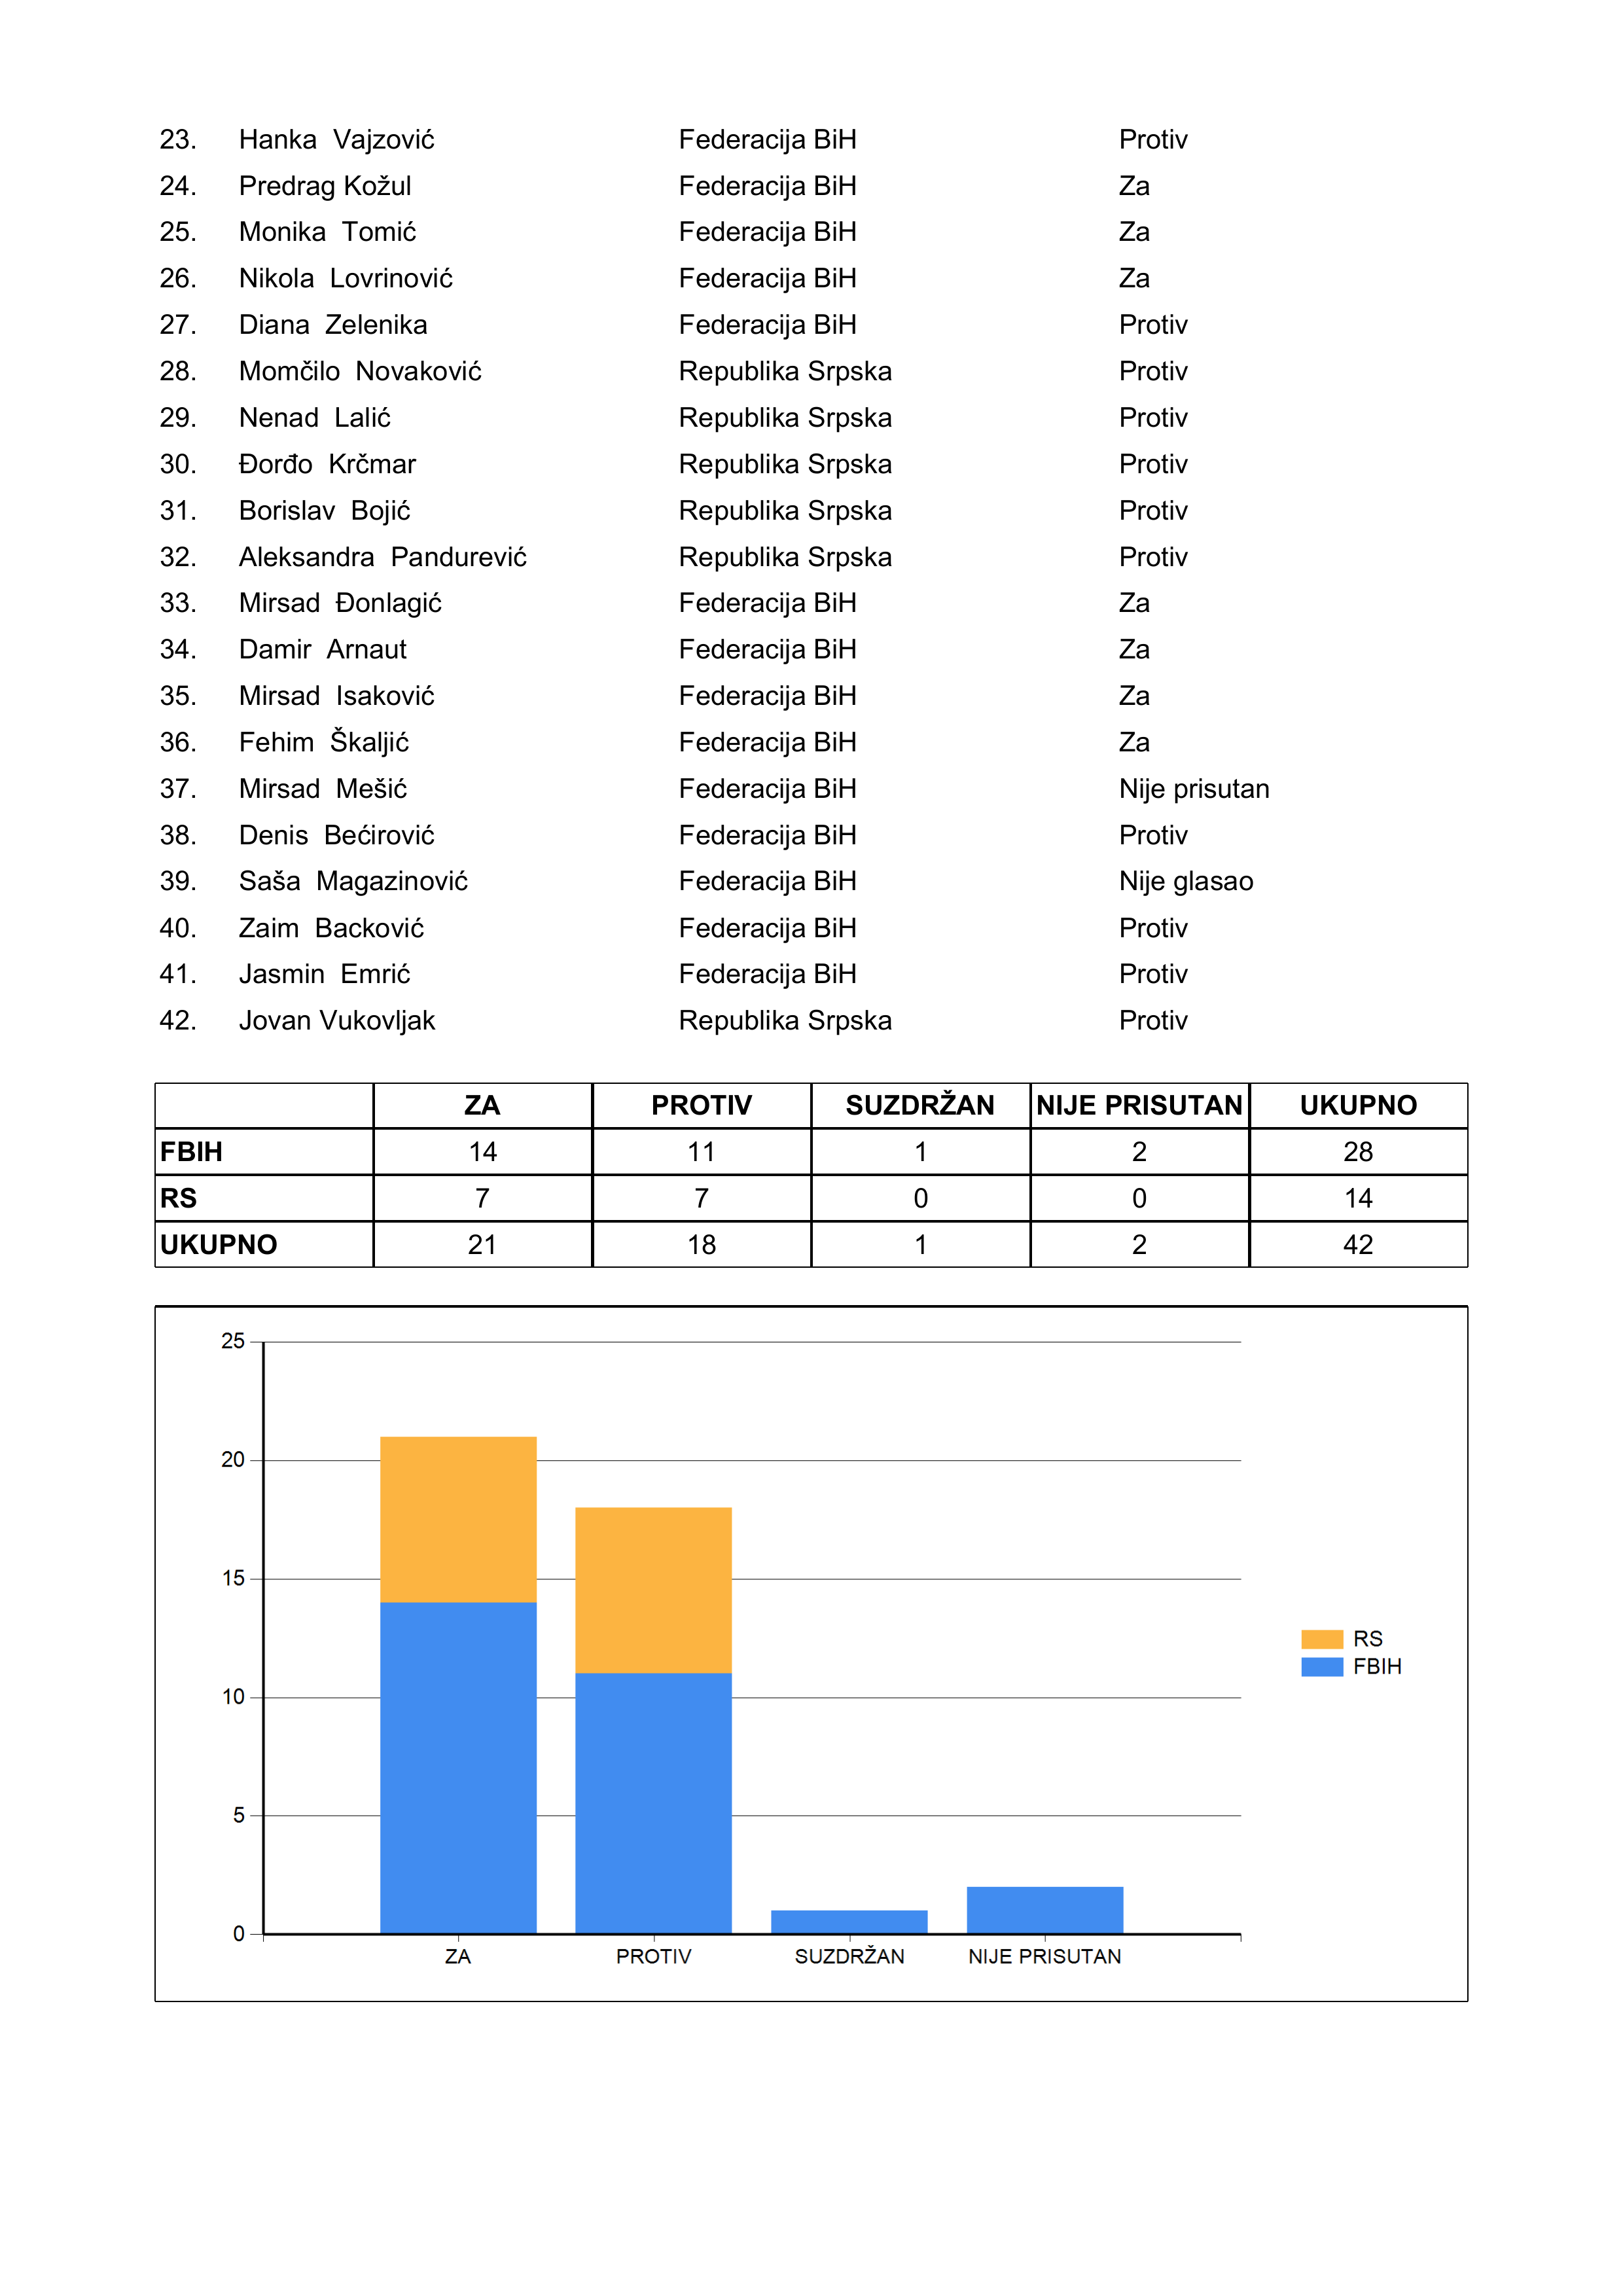 23. Hanka Vajzović Federacija BiH Protiv
24. Predrag Kožul Federacija BiH Za
25. Monika Tomić Federacija BiH Za
26. Nikola Lovrinović Federacija BiH Za
27. Diana Zelenika Federacija BiH Protiv
28. Momčilo Novaković Republika Srpska Protiv
29. Nenad Lalić Republika Srpska Protiv
30. Đorđo Krčmar Republika Srpska Protiv
31. Borislav Bojić Republika Srpska Protiv
32. Aleksandra Pandurević Republika Srpska Protiv
33. Mirsad Đonlagić Federacija BiH Za
34. Damir Arnaut Federacija BiH Za
35. Mirsad Isaković Federacija BiH Za
36. Fehim Škaljić Federacija BiH Za
37. Mirsad Mešić Federacija BiH Nije prisutan
38. Denis Bećirović Federacija BiH Protiv
39. Saša Magazinović Federacija BiH Nije glasao
40. Zaim Backović Federacija BiH Protiv
41. Jasmin Emrić Federacija BiH Protiv
42. Jovan Vukovljak Republika Srpska Protiv
ZA PROTIV SUZDRŽAN NIJE PRISUTAN UKUPNO
FBIH 14 11 1 2 28
RS 7 7 0 0 14
UKUPNO 21 18 1 2 42
25
20
15
10
5
0
ZA PROTIV SUZDRŽAN NIJE PRISUTAN
RS
FBIH